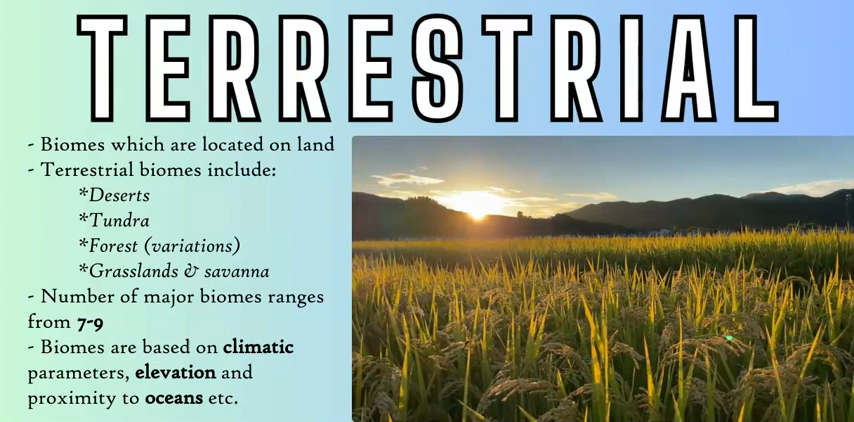 TERRESTRIAL
- Biomes which are located on land
- Terrestrial biomes include:
*Deserts
*Tundra
*Forest (variations)
*Grasslands & savanna
- Number of major biomes ranges
from 7-9
- Biomes are based on climatic
parameters, elevation and
proximity to oceans etc.